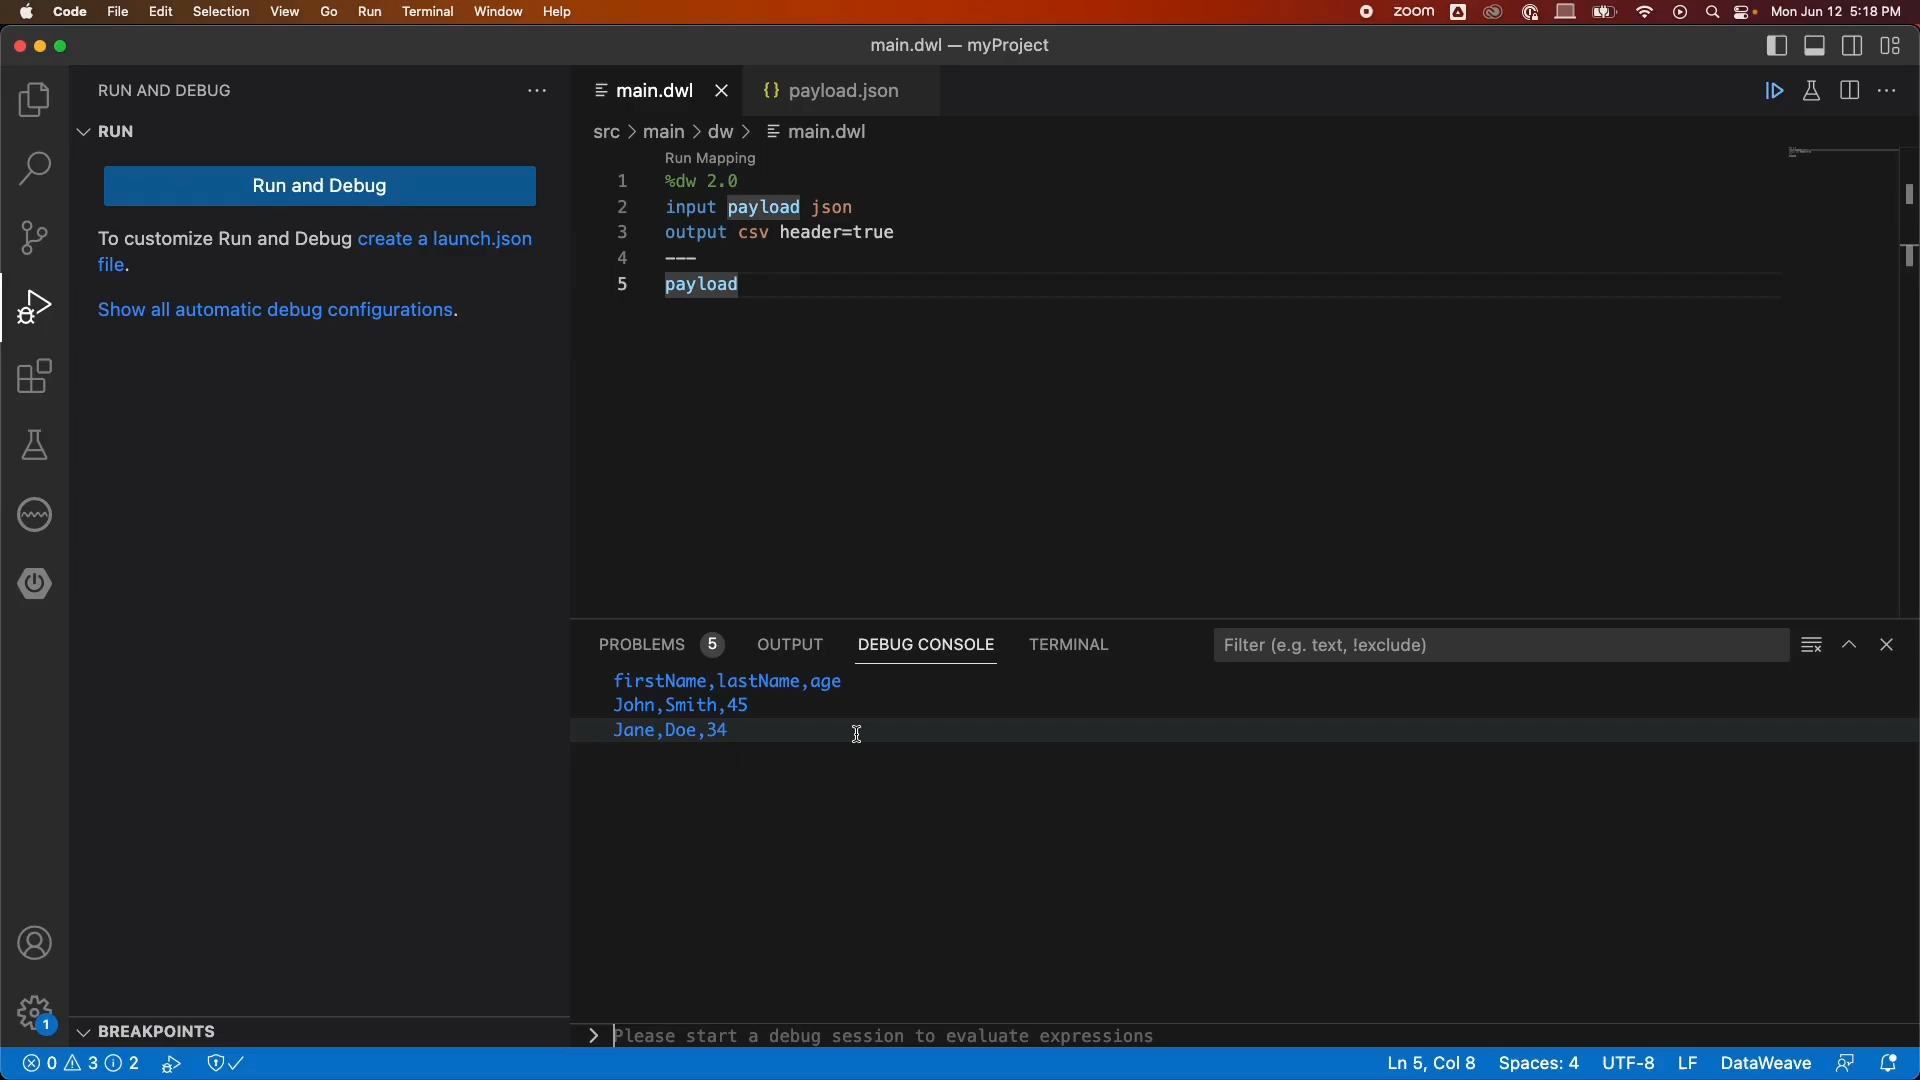 Code File Edit Selection View Go Run Terminal Window Help zoom Mon Jun 12 5:18 PM
main.dwl — myProject
RUN AND DEBUG
RUN
Run and Debug
To customize Run and Debug create a launch.json
file.
Show all automatic debug configurations.
BREAKPOINTS
1
main.dwl {} payload.json
src > main > dw > main.dwl
Run Mapping
1 %dw 2.0
2 input payload json
3 output csv header=true
4 ---
5 payload
PROBLEMS 5 OUTPUT DEBUG CONSOLE TERMINAL Filter (e.g. text, !exclude)
firstName,lastName,age
John,Smith,45
Jane,Doe,34
Please start a debug session to evaluate expressions
0 3 2 Ln 5, Col 8 Spaces: 4 UTF-8 LF DataWeave